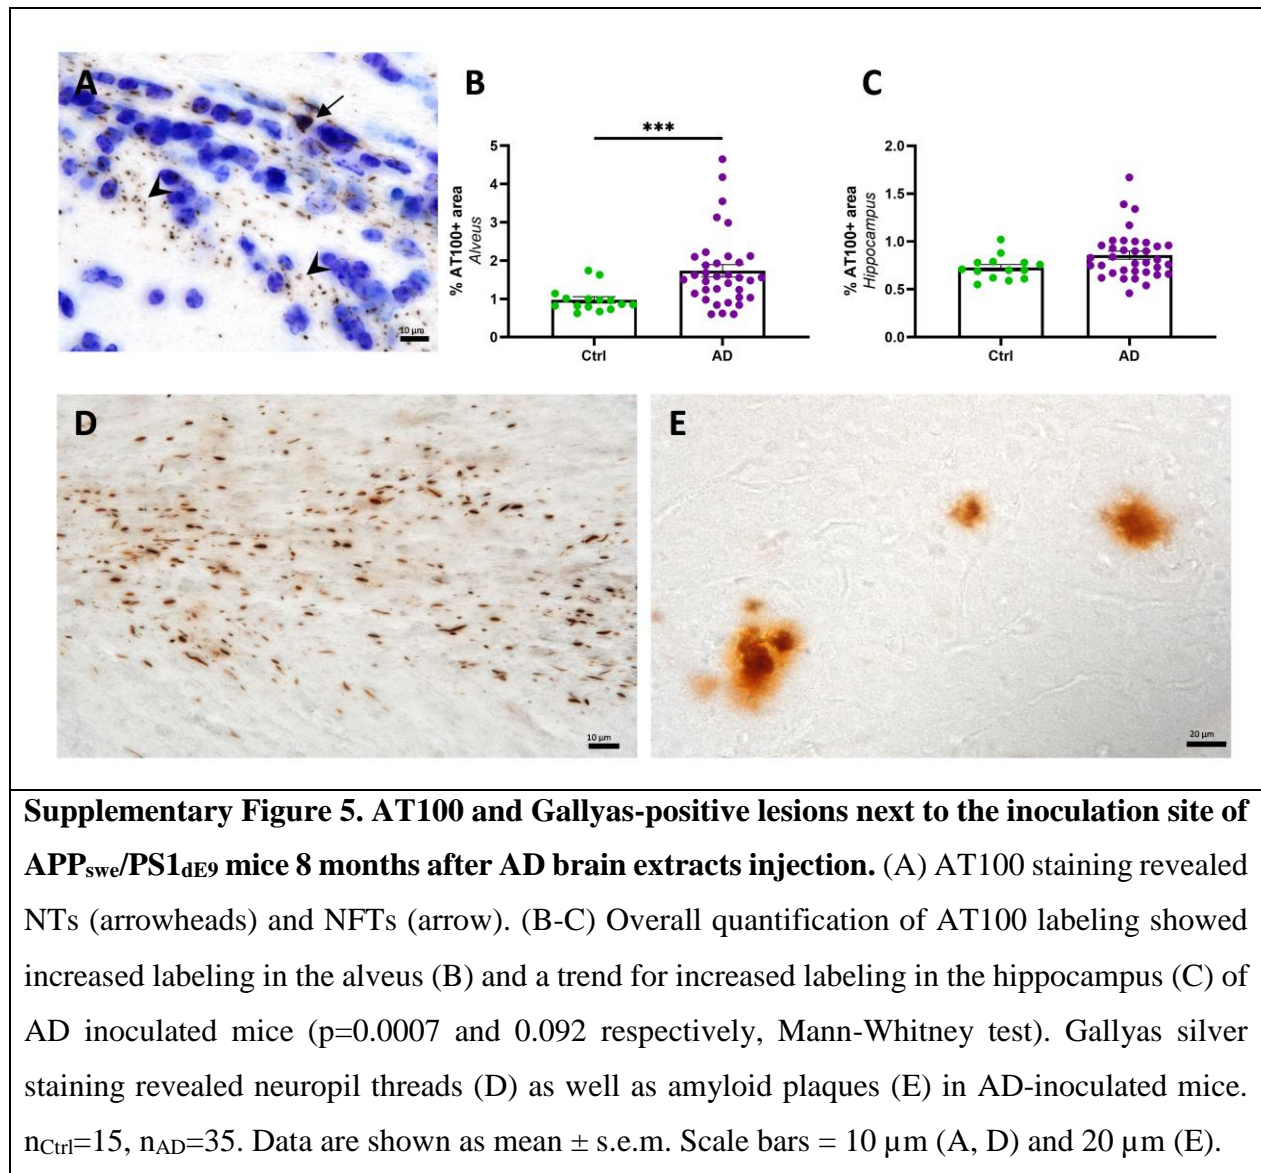 A
10 µm
B
***
% AT100+ area
Alveus
5
4
3
2
1
0
Ctrl
AD
C
% AT100+ area
Hippocampus
2.0
1.5
1.0
0.5
0.0
Ctrl
AD
D
10 µm
E
20 µm
Supplementary Figure 5. AT100 and Gallyas-positive lesions next to the inoculation site of
APPswe/PS1dE9 mice 8 months after AD brain extracts injection. (A) AT100 staining revealed
NTs (arrowheads) and NFTs (arrow). (B-C) Overall quantification of AT100 labeling showed
increased labeling in the alveus (B) and a trend for increased labeling in the hippocampus (C) of
AD inoculated mice (p=0.0007 and 0.092 respectively, Mann-Whitney test). Gallyas silver
staining revealed neuropil threads (D) as well as amyloid plaques (E) in AD-inoculated mice.
nCtrl=15, nAD=35. Data are shown as mean ± s.e.m. Scale bars = 10 µm (A, D) and 20 µm (E).